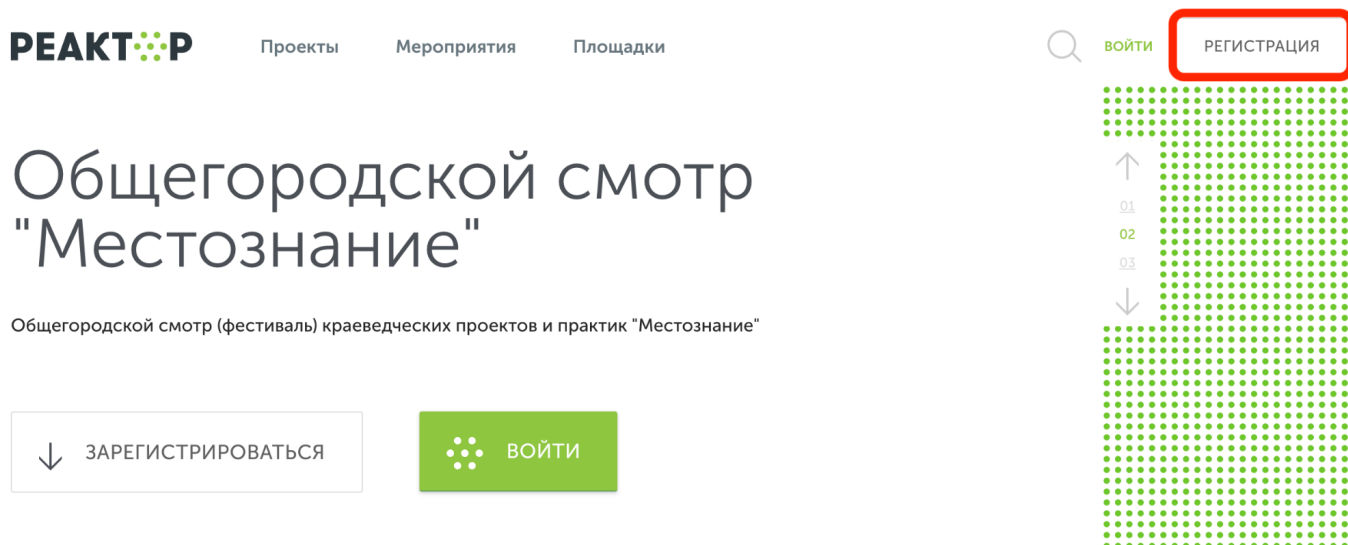 РЕАКТОР Проекты Мероприятия Площадки ВОЙТИ РЕГИСТРАЦИЯ
Общегородской смотр
"Местознание"
01
02
03
Общегородской смотр (фестиваль) краеведческих проектов и практик "Местознание"
ЗАРЕГИСТРИРОВАТЬСЯ ВОЙТИ